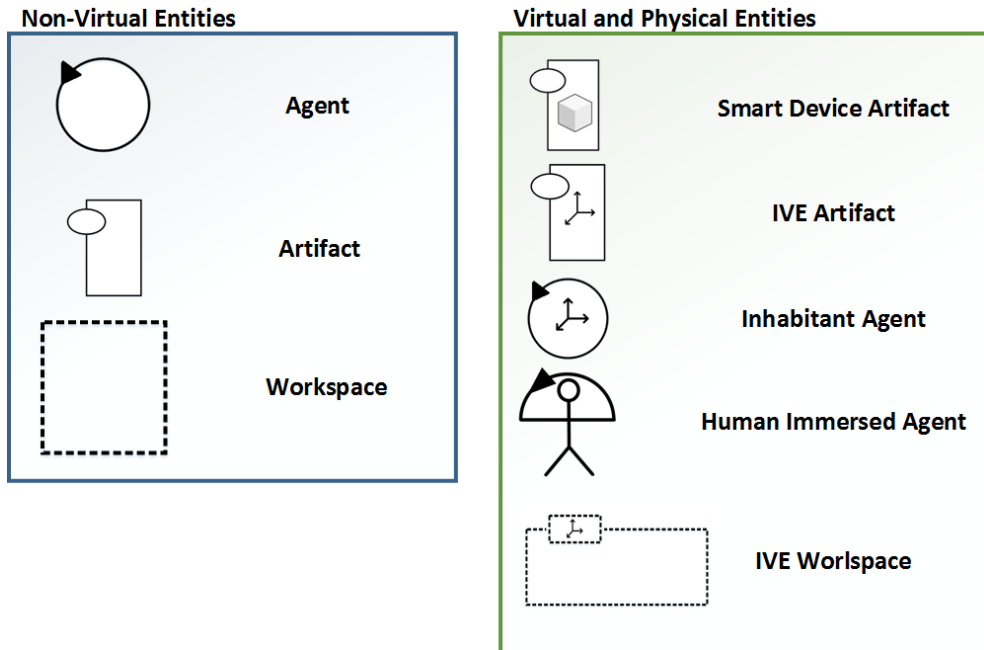 Non-Virtual Entities
Agent
Artifact
Workspace
Virtual and Physical Entities
Smart Device Artifact
IVE Artifact
Inhabitant Agent
Human Immersed Agent
IVE Worlspace